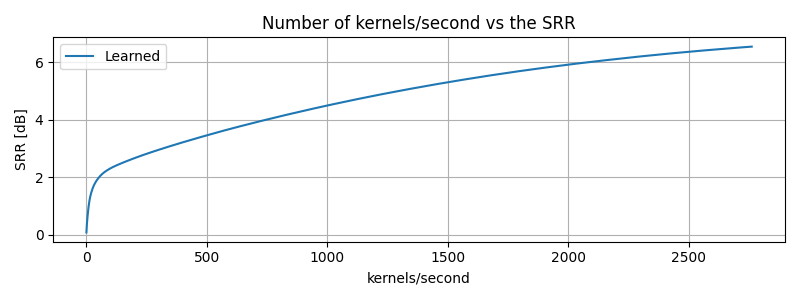 Number of kernels/second vs the SRR
Learned
SRR [dB]
6
4
2
0
0 500 1000 1500 2000 2500
kernels/second